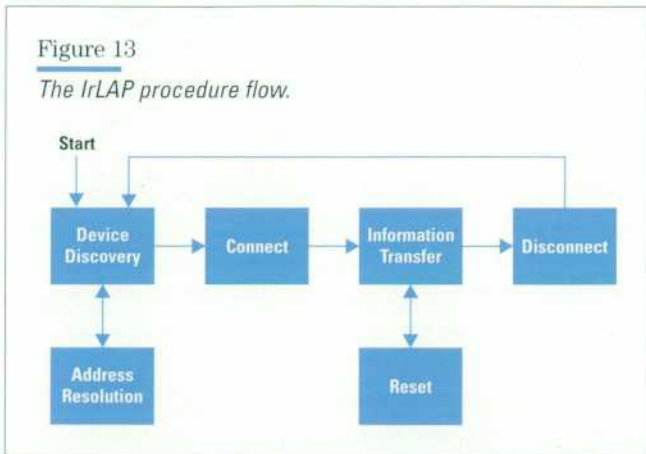 Figure 13
The IrLAP procedure flow.
Start
Device
Discovery
Connect
Information
Transfer
Disconnect
Address
Resolution
Reset